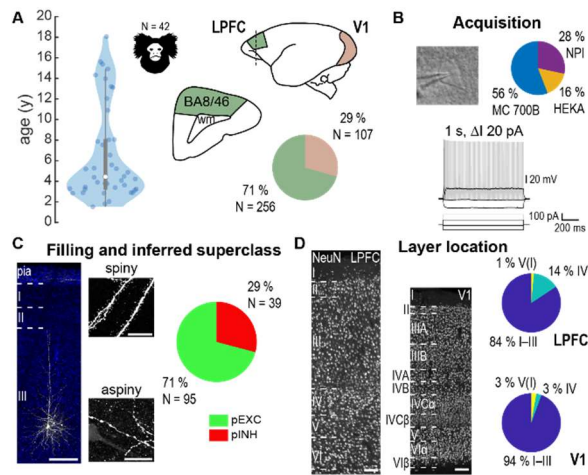 A
N = 42
LPFC
V1
B
Acquisition
age (y)
20
18
16
14
12
10
8
6
4
2
0
BA8/46
wm
29 %
N = 107
71 %
N = 256
28 %
NPI
56 %
MC 700B
16 %
HEKA
1 s, ΔI 20 pA
20 mV
100 pA
200 ms
C
Filling and inferred superclass
pia
I
II
III
spiny
aspiny
29 %
N = 39
71 %
N = 95
pEXC
pINH
D
Layer location
NeuN LPFC
I
II
III
IV
V
VI
I V1
II
IIIA
IIIB
IVA
IVB
IVCα
IVCβ
V
VIα
VIβ
1 % V(I)
14 % IV
LPFC
84 % I–III
3 % V(I)
3 % IV
94 % I–III
V1